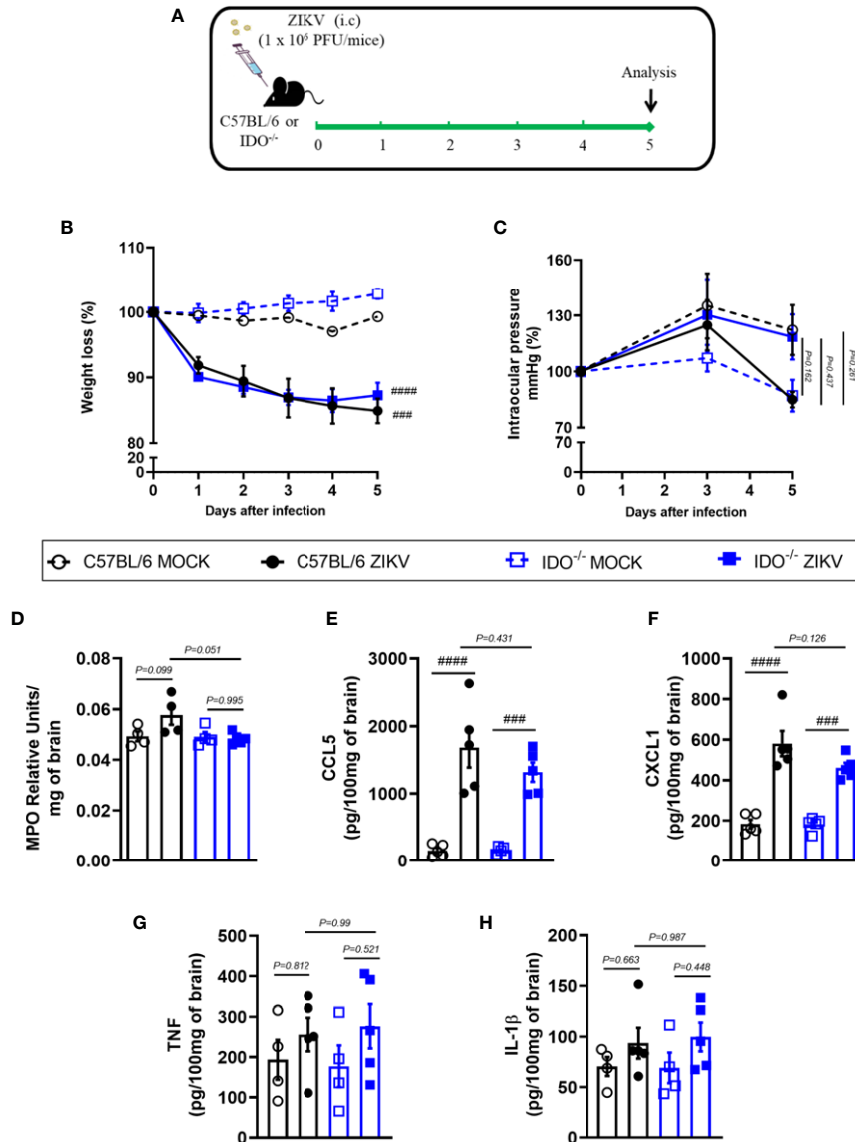 A
ZIKV (i.c)
(1 x 10⁶ PFU/mice)
Analysis
C57BL/6 or
IDO⁻/⁻
0 1 2 3 4 5
B
110
100
90
80
20
0
Weight loss (%)
####
###
0 1 2 3 4 5
Days after infection
C
160
130
100
70
70
0
Intraocular pressure
mmHg (%)
P=0.162
P=0.437
P=0.261
0 1 2 3 4 5
Days after infection
C57BL/6 MOCK C57BL/6 ZIKV IDO⁻/⁻ MOCK IDO⁻/⁻ ZIKV
D
P=0.051
P=0.099
P=0.995
0.08
0.06
0.04
0.02
0.00
MPO Relative Units/
mg of brain
E
P=0.431
####
###
3000
2000
1000
0
CCL5
(pg/100mg of brain)
F
P=0.126
####
###
1000
800
600
400
200
0
CXCL1
(pg/100mg of brain)
G
P=0.99
P=0.812
P=0.521
500
400
300
200
100
0
TNF
(pg/100mg of brain)
H
P=0.987
P=0.663
P=0.448
200
150
100
50
0
IL-1β
(pg/100mg of brain)